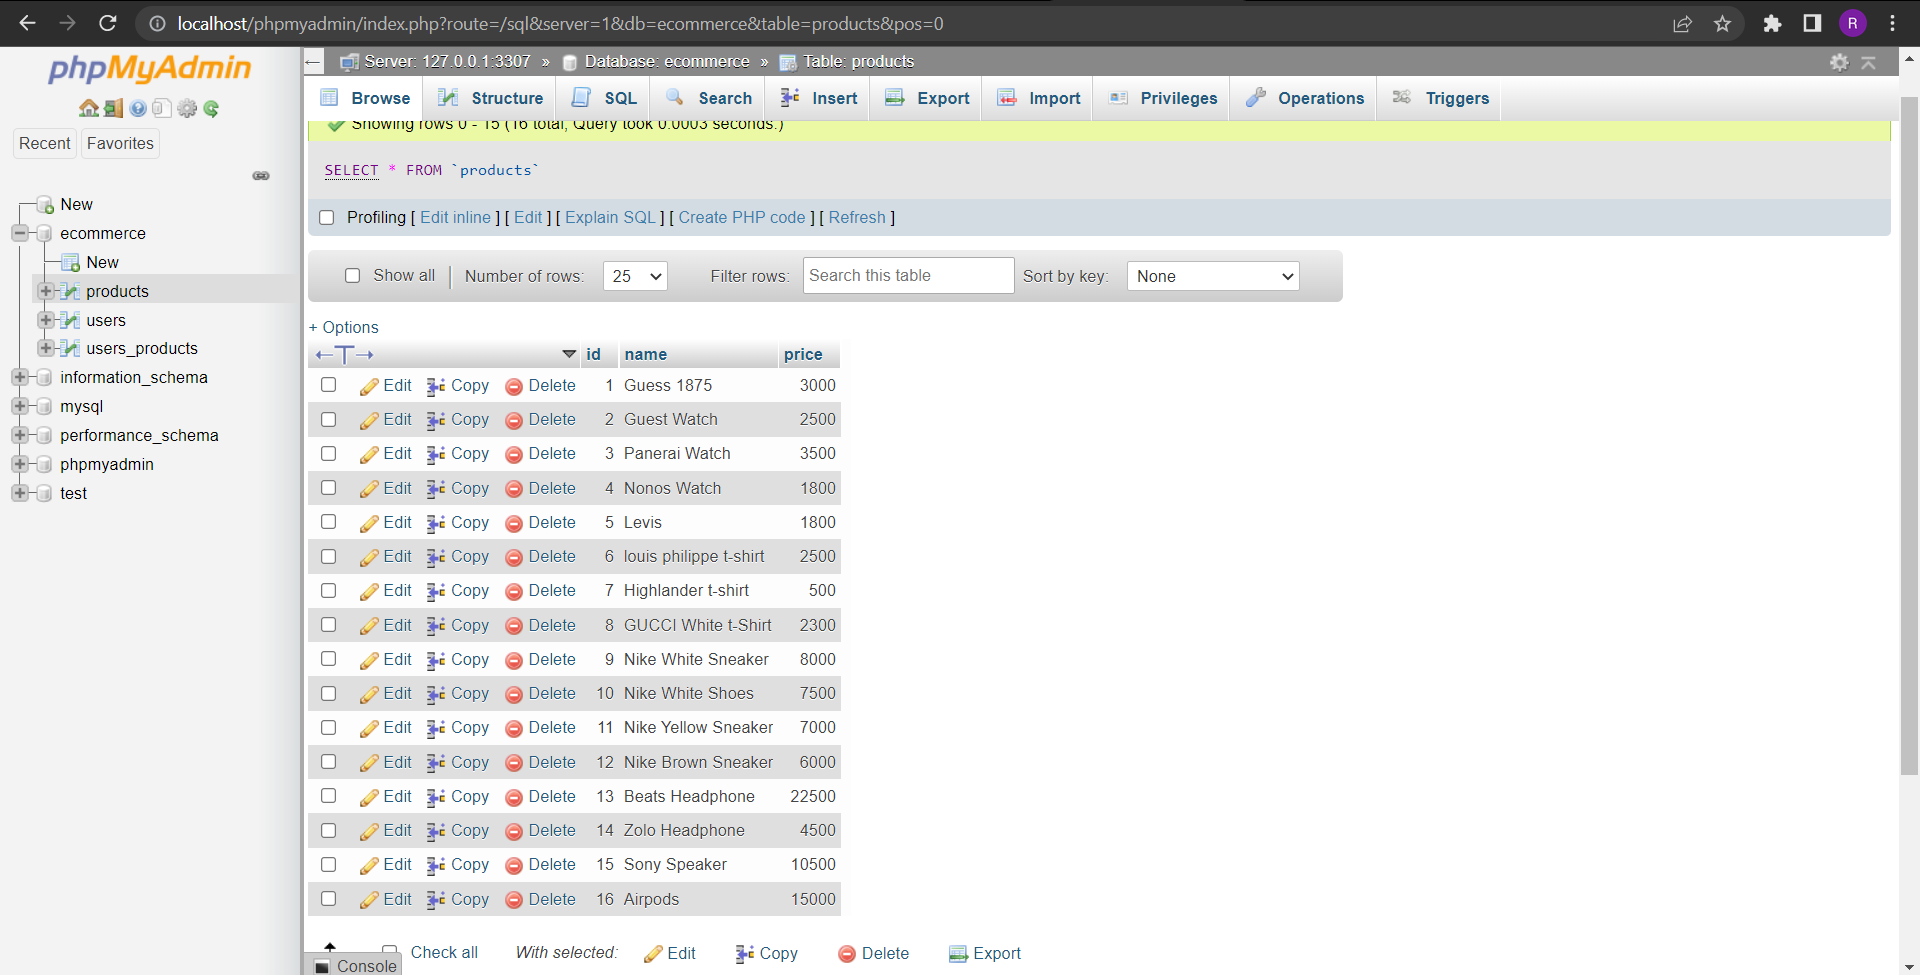 localhost/phpmyadmin/index.php?route=/sql&server=1&db=ecommerce&table=products&pos=0
R
phpMyAdmin
Recent Favorites
New
ecommerce
New
products
users
users_products
information_schema
mysql
performance_schema
phpmyadmin
test
Server: 127.0.0.1:3307 » Database: ecommerce » Table: products
Browse Structure SQL Search Insert Export Import Privileges Operations Triggers
Showing rows 0 - 15 (16 total, Query took 0.0003 seconds.)
SELECT * FROM `products`
Profiling [ Edit inline ] [ Edit ] [ Explain SQL ] [ Create PHP code ] [ Refresh ]
Show all Number of rows: 25 Filter rows: Search this table Sort by key: None
+ Options
←T→ id name price
Edit Copy Delete 1 Guess 1875 3000
Edit Copy Delete 2 Guest Watch 2500
Edit Copy Delete 3 Panerai Watch 3500
Edit Copy Delete 4 Nonos Watch 1800
Edit Copy Delete 5 Levis 1800
Edit Copy Delete 6 louis philippe t-shirt 2500
Edit Copy Delete 7 Highlander t-shirt 500
Edit Copy Delete 8 GUCCI White t-Shirt 2300
Edit Copy Delete 9 Nike White Sneaker 8000
Edit Copy Delete 10 Nike White Shoes 7500
Edit Copy Delete 11 Nike Yellow Sneaker 7000
Edit Copy Delete 12 Nike Brown Sneaker 6000
Edit Copy Delete 13 Beats Headphone 22500
Edit Copy Delete 14 Zolo Headphone 4500
Edit Copy Delete 15 Sony Speaker 10500
Edit Copy Delete 16 Airpods 15000
Check all With selected: Edit Copy Delete Export
Console